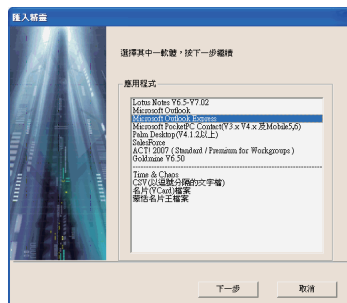 匯入精靈
選擇其中一軟體，按下一步繼續
應用程式
Lotus Notes V6.5-V7.02
Microsoft Outlook
Microsoft Outlook Express
Microsoft PocketPC Contact(V3.x V4.x 及Mobile5,6)
Palm Desktop(V4.1.2以上)
SalesForce
ACT! 2007 ( Standard / Premium for Workgroups )
Goldmine V6.50
Time & Chaos
CSV(以逗號分隔的文字檔)
名片(VCard)檔案
蒙恬名片王檔案
下一步
取消